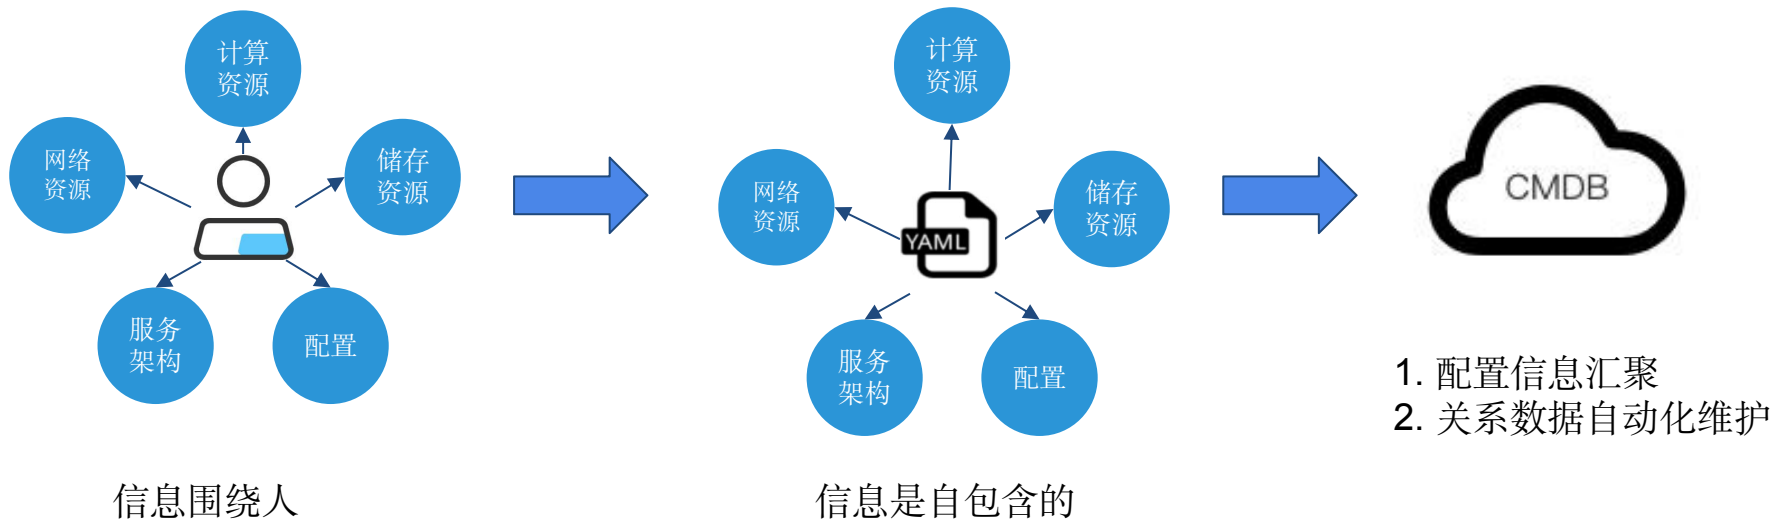 计算
资源
网络
资源
储存
资源
服务
架构
配置
信息围绕人
计算
资源
网络
资源
储存
资源
YAML
服务
架构
配置
信息是自包含的
CMDB
1. 配置信息汇聚
2. 关系数据自动化维护